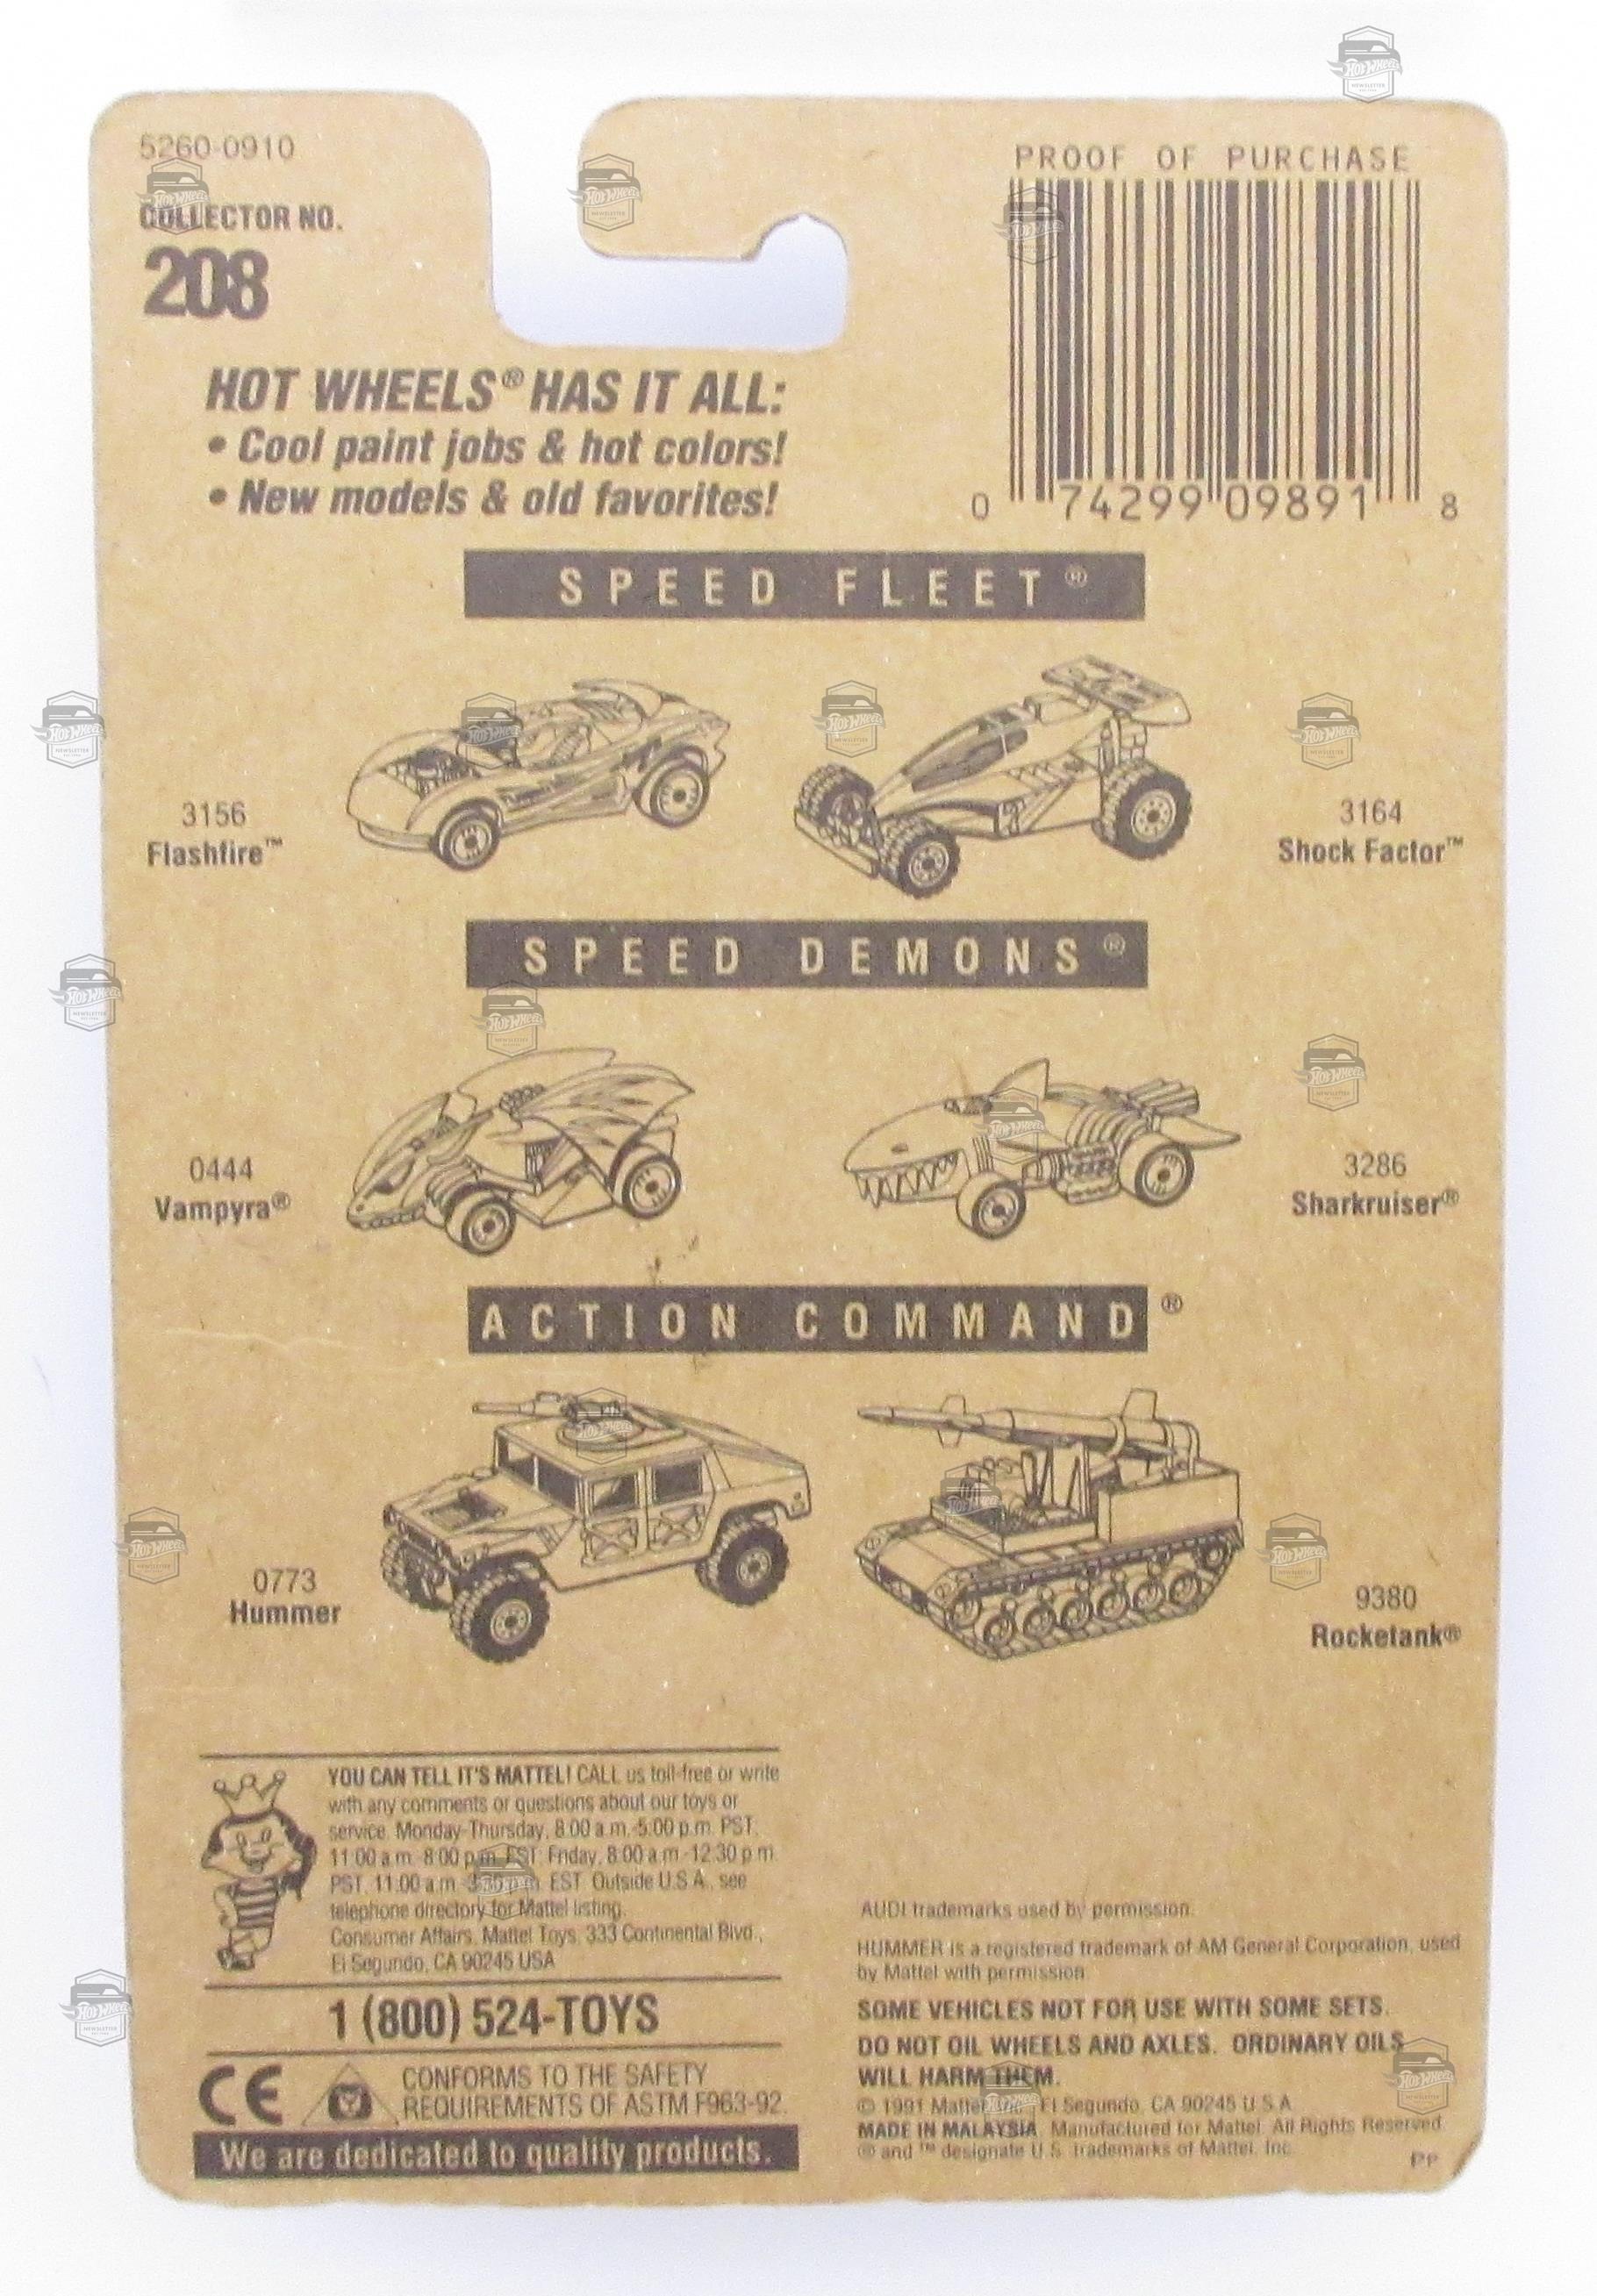 5260-0910
COLLECTOR NO.
208
PROOF OF PURCHASE
0 74299 09891 8
HOT WHEELS® HAS IT ALL:
• Cool paint jobs & hot colors!
• New models & old favorites!
SPEED FLEET®
3156
Flashfire™
3164
Shock Factor™
SPEED DEMONS®
0444
Vampyra®
3286
Sharkruiser®
ACTION COMMAND®
0773
Hummer
9380
Rocketank®
YOU CAN TELL IT'S MATTEL! CALL us toll-free or write
with any comments or questions about our toys or
service. Monday-Thursday, 8:00 a.m.-5:00 p.m. PST,
11:00 a.m.-8:00 p.m. EST; Friday, 8:00 a.m.-12:30 p.m.
PST, 11:00 a.m.-3:30 p.m. EST. Outside U.S.A., see
telephone directory for Mattel listing.
Consumer Affairs, Mattel Toys, 333 Continental Blvd.,
El Segundo, CA 90245 USA
1 (800) 524-TOYS
CE
CONFORMS TO THE SAFETY
REQUIREMENTS OF ASTM F963-92.
We are dedicated to quality products.
AUDI trademarks used by permission.
HUMMER is a registered trademark of AM General Corporation, used
by Mattel with permission.
SOME VEHICLES NOT FOR USE WITH SOME SETS.
DO NOT OIL WHEELS AND AXLES. ORDINARY OILS
WILL HARM THEM.
© 1991 Mattel El Segundo, CA 90245 U.S.A.
MADE IN MALAYSIA. Manufactured for Mattel. All Rights Reserved.
® and ™ designate U.S. trademarks of Mattel, Inc.
PP
HOT WHEELS
NEWSLETTER